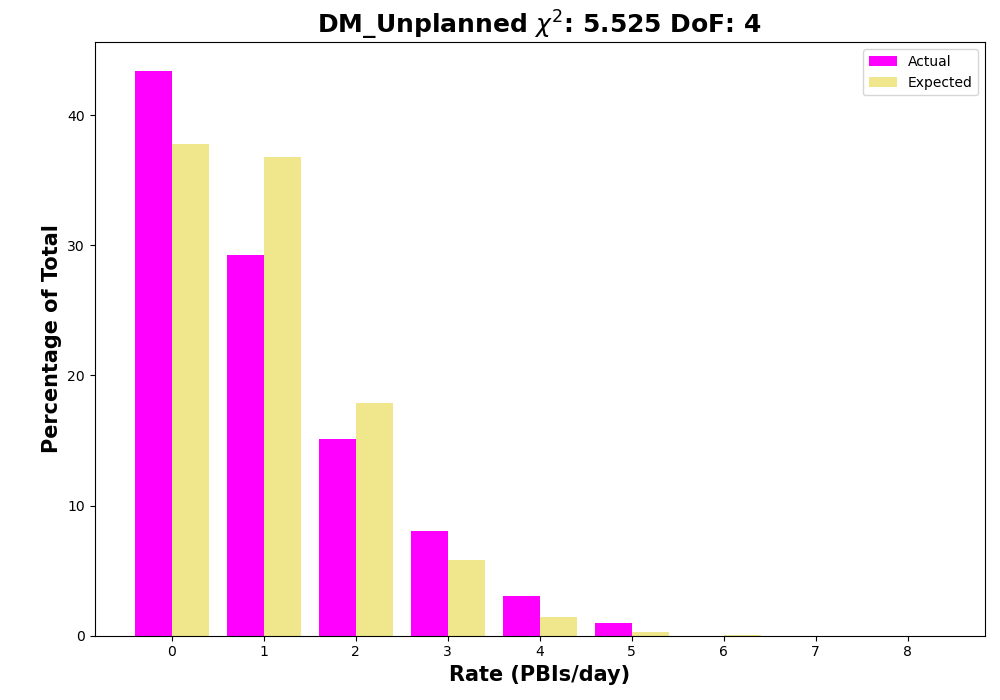 DM_Unplanned χ²: 5.525 DoF: 4
Actual
Expected
Percentage of Total
40
30
20
10
0
0 1 2 3 4 5 6 7 8
Rate (PBIs/day)